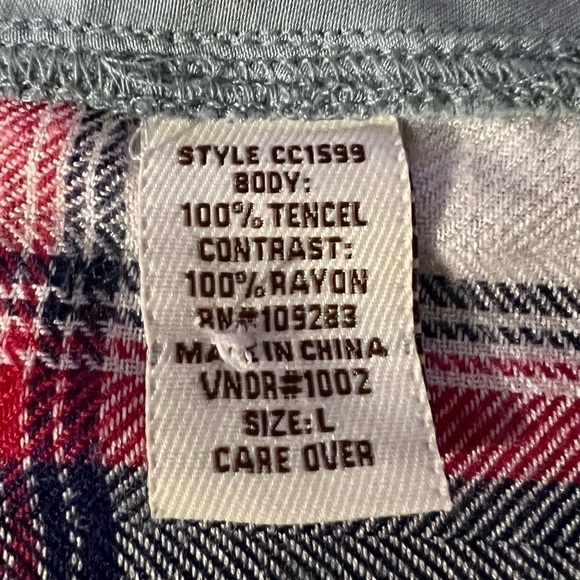 STYLE CC1599
BODY:
100% TENCEL
CONTRAST:
100% RAYON
RN#109283
MADE IN CHINA
VNDR#1002
SIZE:L
CARE OVER